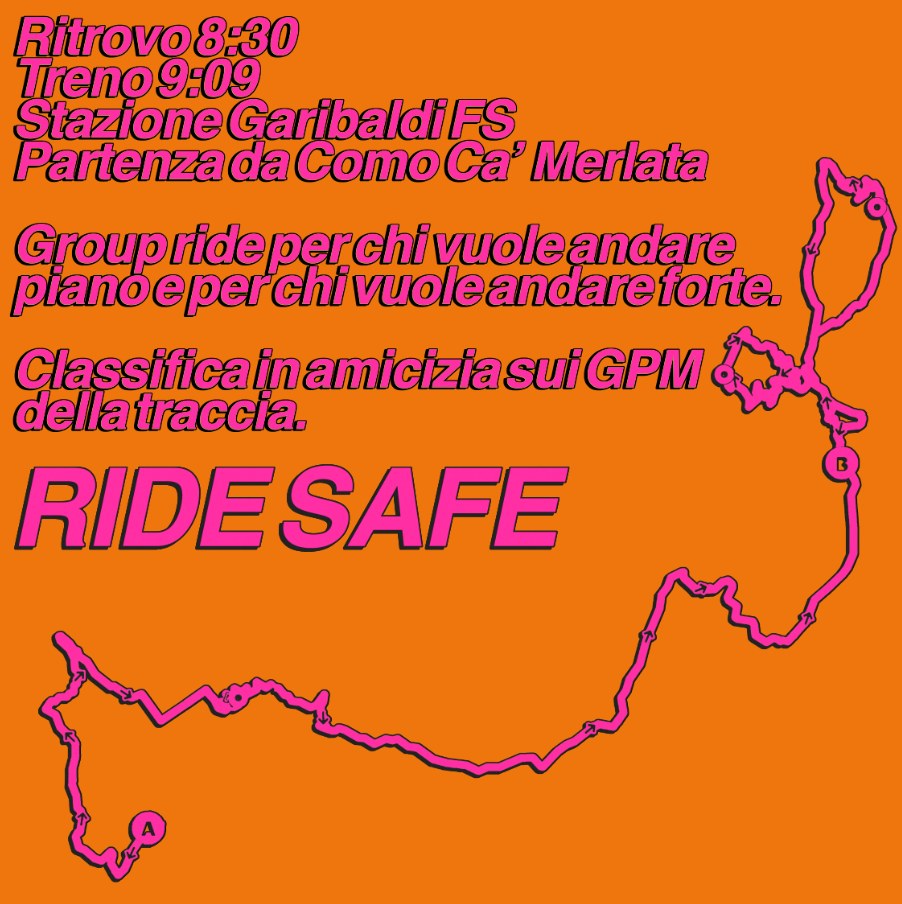 Ritrovo 8:30
Treno 9:09
Stazione Garibaldi FS
Partenza da Como Ca' Merlata
Group ride per chi vuole andare
piano e per chi vuole andare forte.
Classifica in amicizia sui GPM
della traccia.
RIDE SAFE
B
A